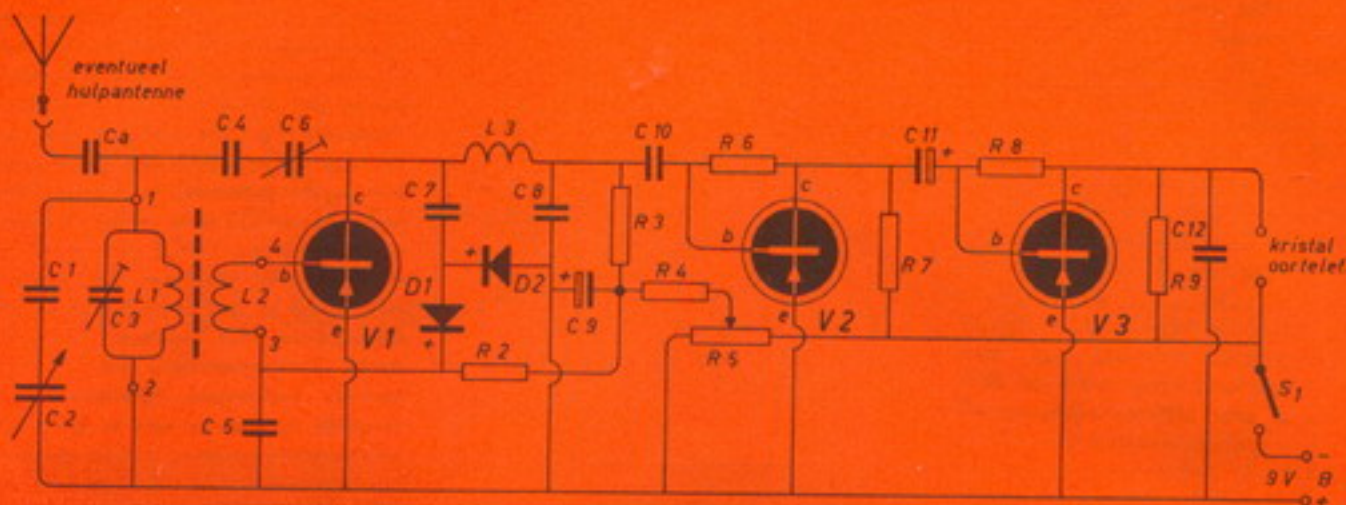 eventueel
hulpantenne
Ca
C4
C6
L3
C10
R6
C11
+
R8
c
C7
C8
R3
c
c
1
4
b
b
b
C1
L1
C3
L2
D1
+
D2
+
R4
R7
R9
C12
kristal
oortelef.
3
e
V1
+
C9
R5
e
V2
e
V3
2
R2
C2
C5
S1
-
9V B
+